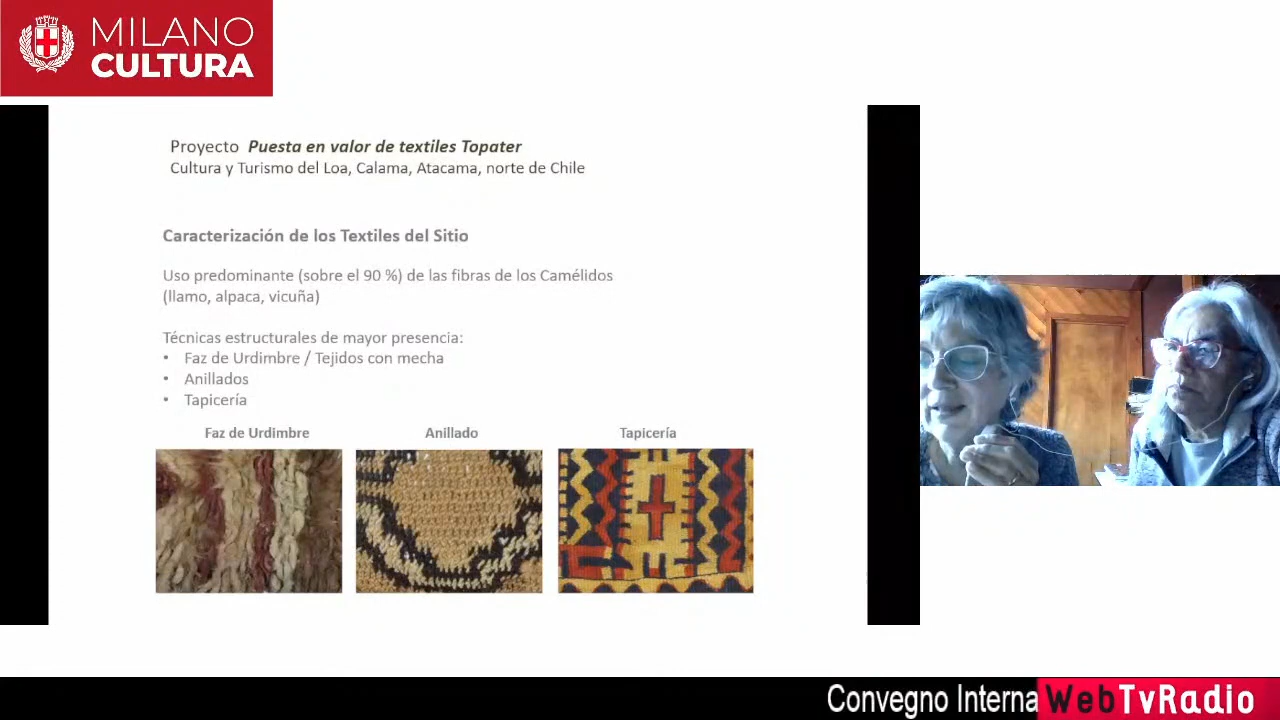 MILANO
CULTURA
Proyecto Puesta en valor de textiles Topater
Cultura y Turismo del Loa, Calama, Atacama, norte de Chile
Caracterización de los Textiles del Sitio
Uso predominante (sobre el 90 %) de las fibras de los Camélidos
(llamo, alpaca, vicuña)
Técnicas estructurales de mayor presencia:
• Faz de Urdimbre / Tejidos con mecha
• Anillados
• Tapicería
Faz de Urdimbre Anillado Tapicería
Convegno Interna WebTvRadio